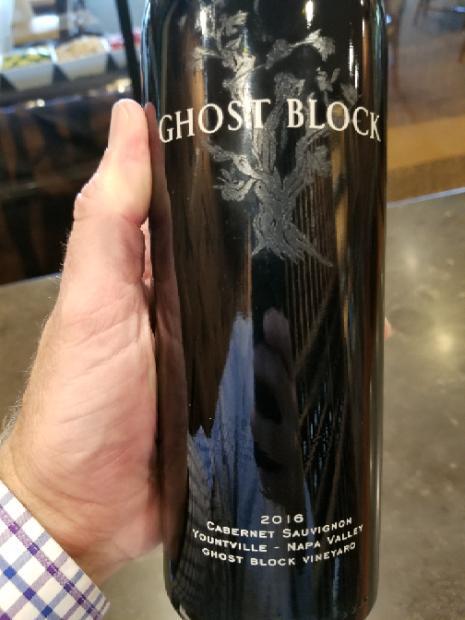 GHOST BLOCK
2016
CABERNET SAUVIGNON
YOUNTVILLE - NAPA VALLEY
GHOST BLOCK VINEYARD